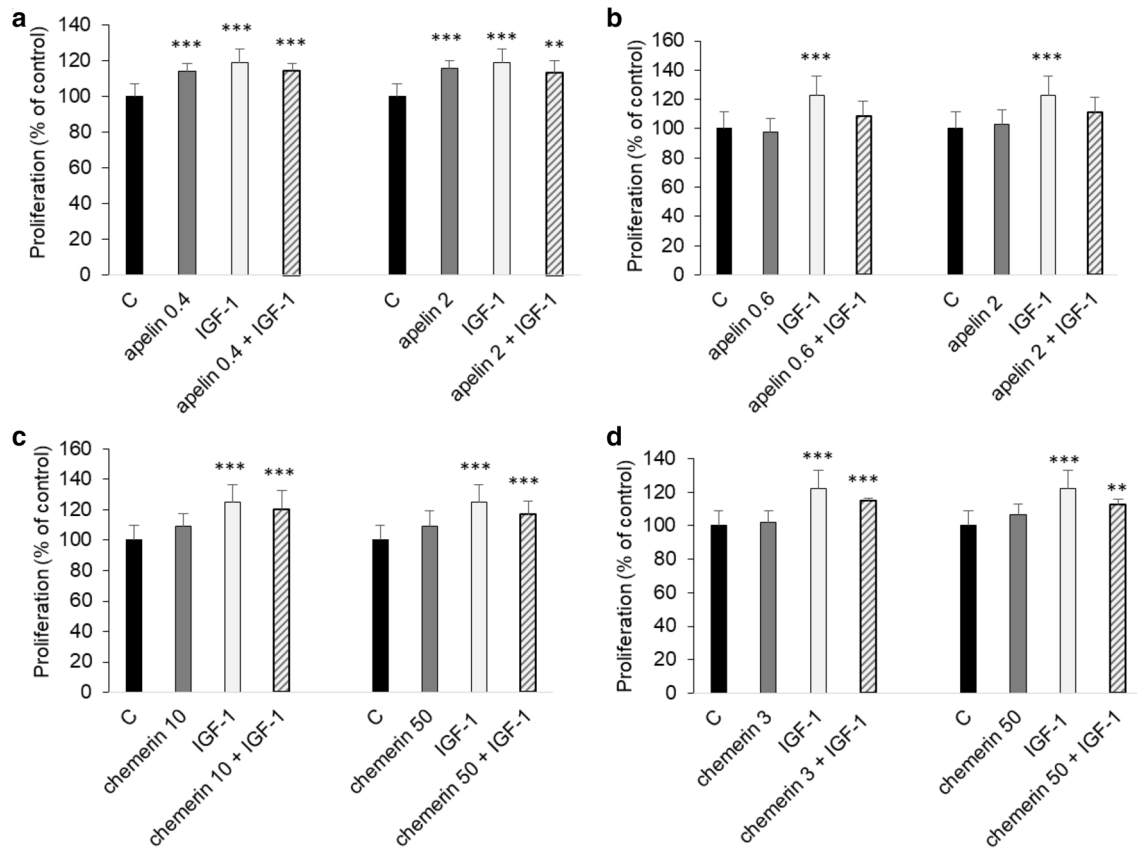 a
Proliferation (% of control)
140
120
100
80
60
40
20
0
*** *** *** *** *** **
C
apelin 0.4
IGF-1
apelin 0.4 + IGF-1
C
apelin 2
IGF-1
apelin 2 + IGF-1
b
Proliferation (% of control)
160
140
120
100
80
60
40
20
0
*** ***
C
apelin 0.6
IGF-1
apelin 0.6 + IGF-1
C
apelin 2
IGF-1
apelin 2 + IGF-1
c
Proliferation (% of control)
160
140
120
100
80
60
40
20
0
*** *** *** ***
C
chemerin 10
IGF-1
chemerin 10 + IGF-1
C
chemerin 50
IGF-1
chemerin 50 + IGF-1
d
Proliferation (% of control)
140
120
100
80
60
40
20
0
*** *** *** **
C
chemerin 3
IGF-1
chemerin 3 + IGF-1
C
chemerin 50
IGF-1
chemerin 50 + IGF-1